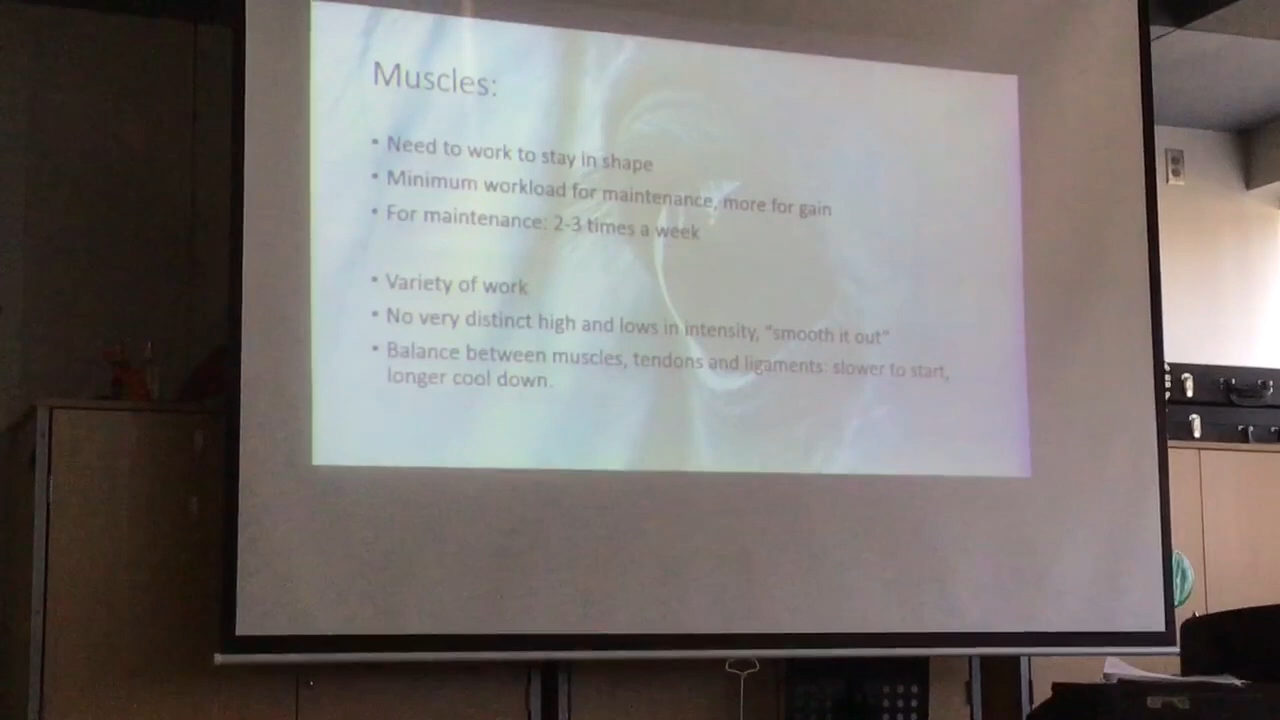 Muscles:
• Need to work to stay in shape
• Minimum workload for maintenance, more for gain
• For maintenance: 2-3 times a week
• Variety of work
• No very distinct high and lows in intensity, "smooth it out"
• Balance between muscles, tendons and ligaments: slower to start,
longer cool down.